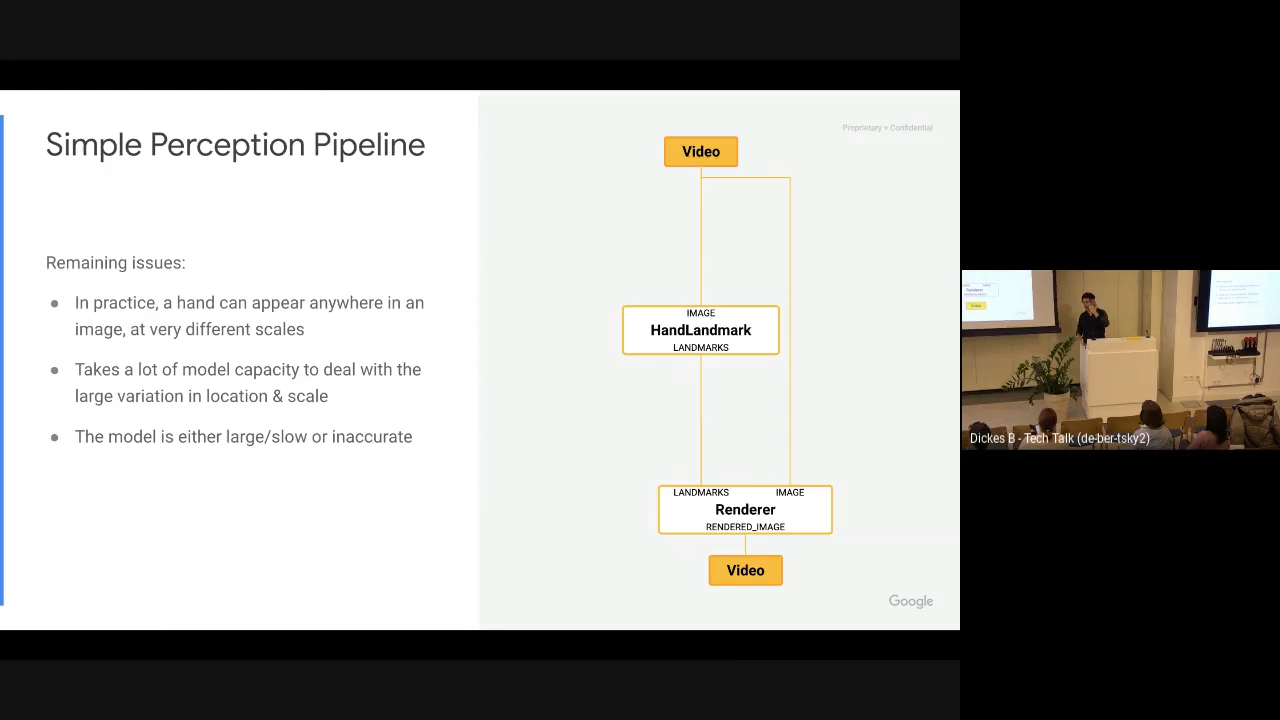 Simple Perception Pipeline
Remaining issues:
● In practice, a hand can appear anywhere in an
image, at very different scales
● Takes a lot of model capacity to deal with the
large variation in location & scale
● The model is either large/slow or inaccurate
Proprietary + Confidential
Video
IMAGE
HandLandmark
LANDMARKS
LANDMARKS IMAGE
Renderer
RENDERED_IMAGE
Video
Google
Renderer
Video
Dickes B - Tech Talk (de-ber-tsky2)